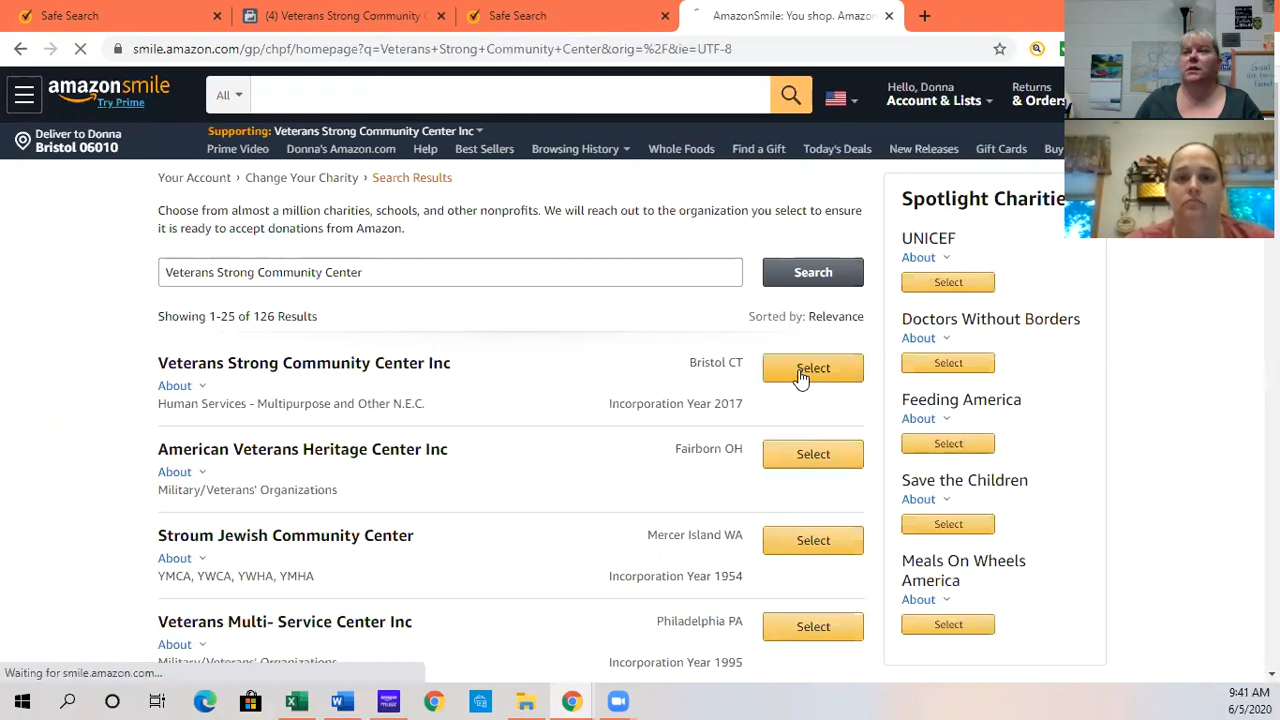 Safe Search
(4) Veterans Strong Community
Safe Search
AmazonSmile: You shop. Amazon
smile.amazon.com/gp/chpf/homepage?q=Veterans+Strong+Community+Center&orig=%2F&ie=UTF-8
amazonsmile
Try Prime
All
Hello, Donna
Account & Lists
Returns
& Orders
Deliver to Donna
Bristol 06010
Supporting: Veterans Strong Community Center Inc
Prime Video Donna's Amazon.com Help Best Sellers Browsing History Whole Foods Find a Gift Today's Deals New Releases Gift Cards Buy
Your Account › Change Your Charity › Search Results
Choose from almost a million charities, schools, and other nonprofits. We will reach out to the organization you select to ensure
it is ready to accept donations from Amazon.
Veterans Strong Community Center
Search
Showing 1-25 of 126 Results
Sorted by: Relevance
Veterans Strong Community Center Inc
Bristol CT
Select
About
Human Services - Multipurpose and Other N.E.C.
Incorporation Year 2017
American Veterans Heritage Center Inc
Fairborn OH
Select
About
Military/Veterans' Organizations
Stroum Jewish Community Center
Mercer Island WA
Select
About
YMCA, YWCA, YWHA, YMHA
Incorporation Year 1954
Veterans Multi- Service Center Inc
Philadelphia PA
Select
About
Military/Veterans' Organizations
Incorporation Year 1995
Spotlight Charitie
UNICEF
About
Select
Doctors Without Borders
About
Select
Feeding America
About
Select
Save the Children
About
Select
Meals On Wheels
America
About
Select
Waiting for smile.amazon.com...
music
9:41 AM
6/5/2020